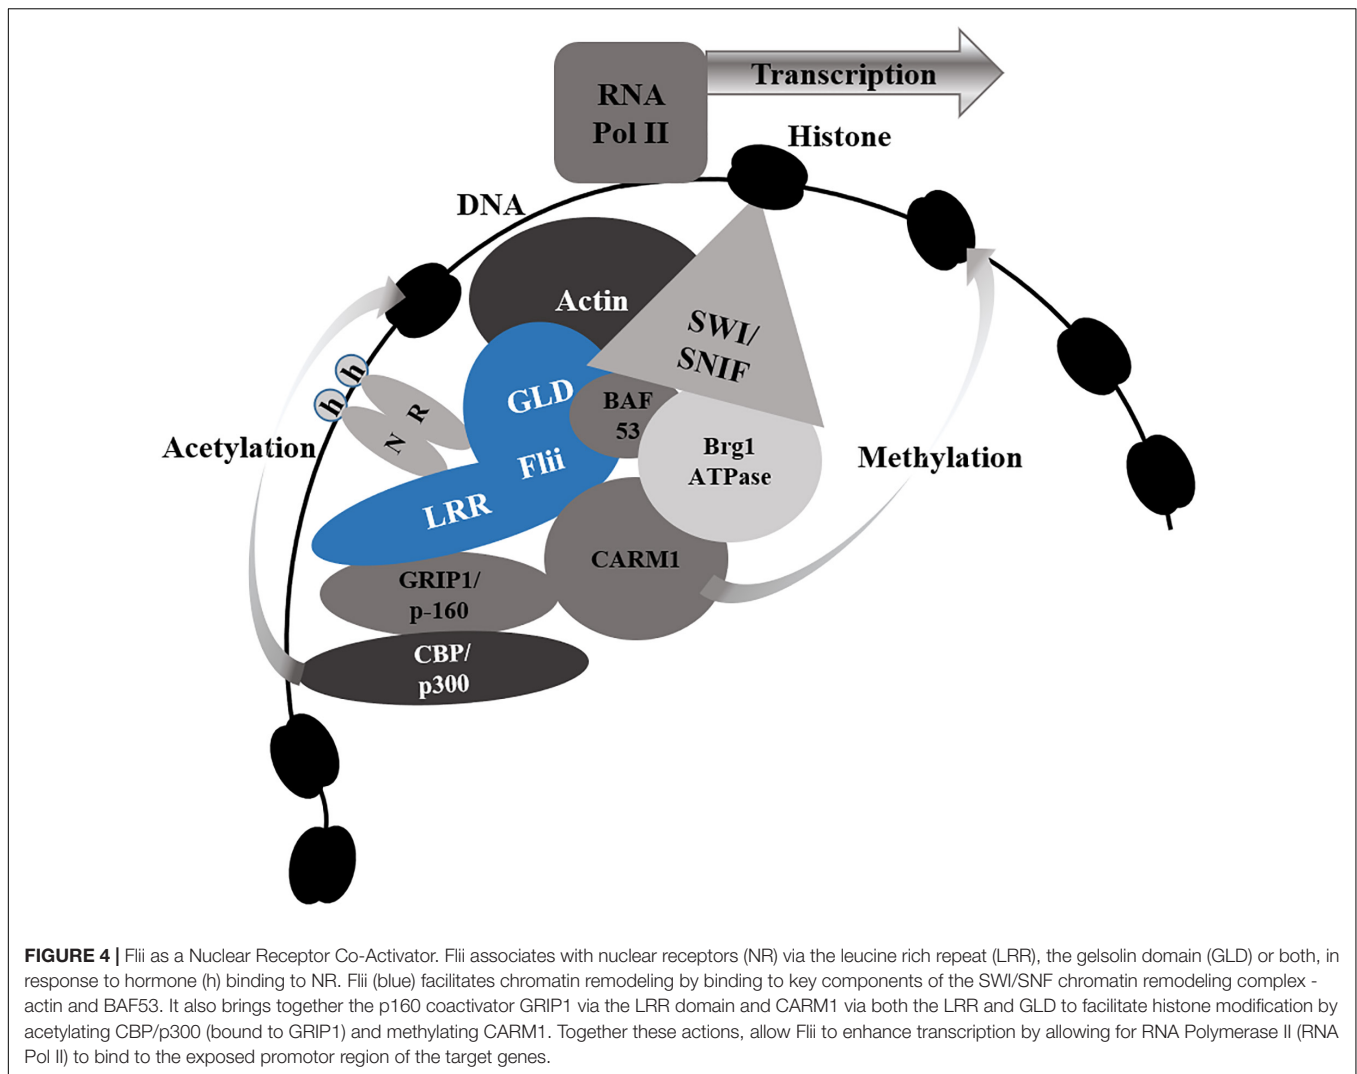 RNA
Pol II
Transcription
Histone
DNA
Actin
SWI/
SNIF
h
h
N R
GLD
BAF
53
Acetylation
Flii
Brg1
ATPase
Methylation
LRR
CARM1
GRIP1/
p-160
CBP/
p300
FIGURE 4 | Flii as a Nuclear Receptor Co-Activator. Flii associates with nuclear receptors (NR) via the leucine rich repeat (LRR), the gelsolin domain (GLD) or both, in
response to hormone (h) binding to NR. Flii (blue) facilitates chromatin remodeling by binding to key components of the SWI/SNF chromatin remodeling complex -
actin and BAF53. It also brings together the p160 coactivator GRIP1 via the LRR domain and CARM1 via both the LRR and GLD to facilitate histone modification by
acetylating CBP/p300 (bound to GRIP1) and methylating CARM1. Together these actions, allow Flii to enhance transcription by allowing for RNA Polymerase II (RNA
Pol II) to bind to the exposed promotor region of the target genes.